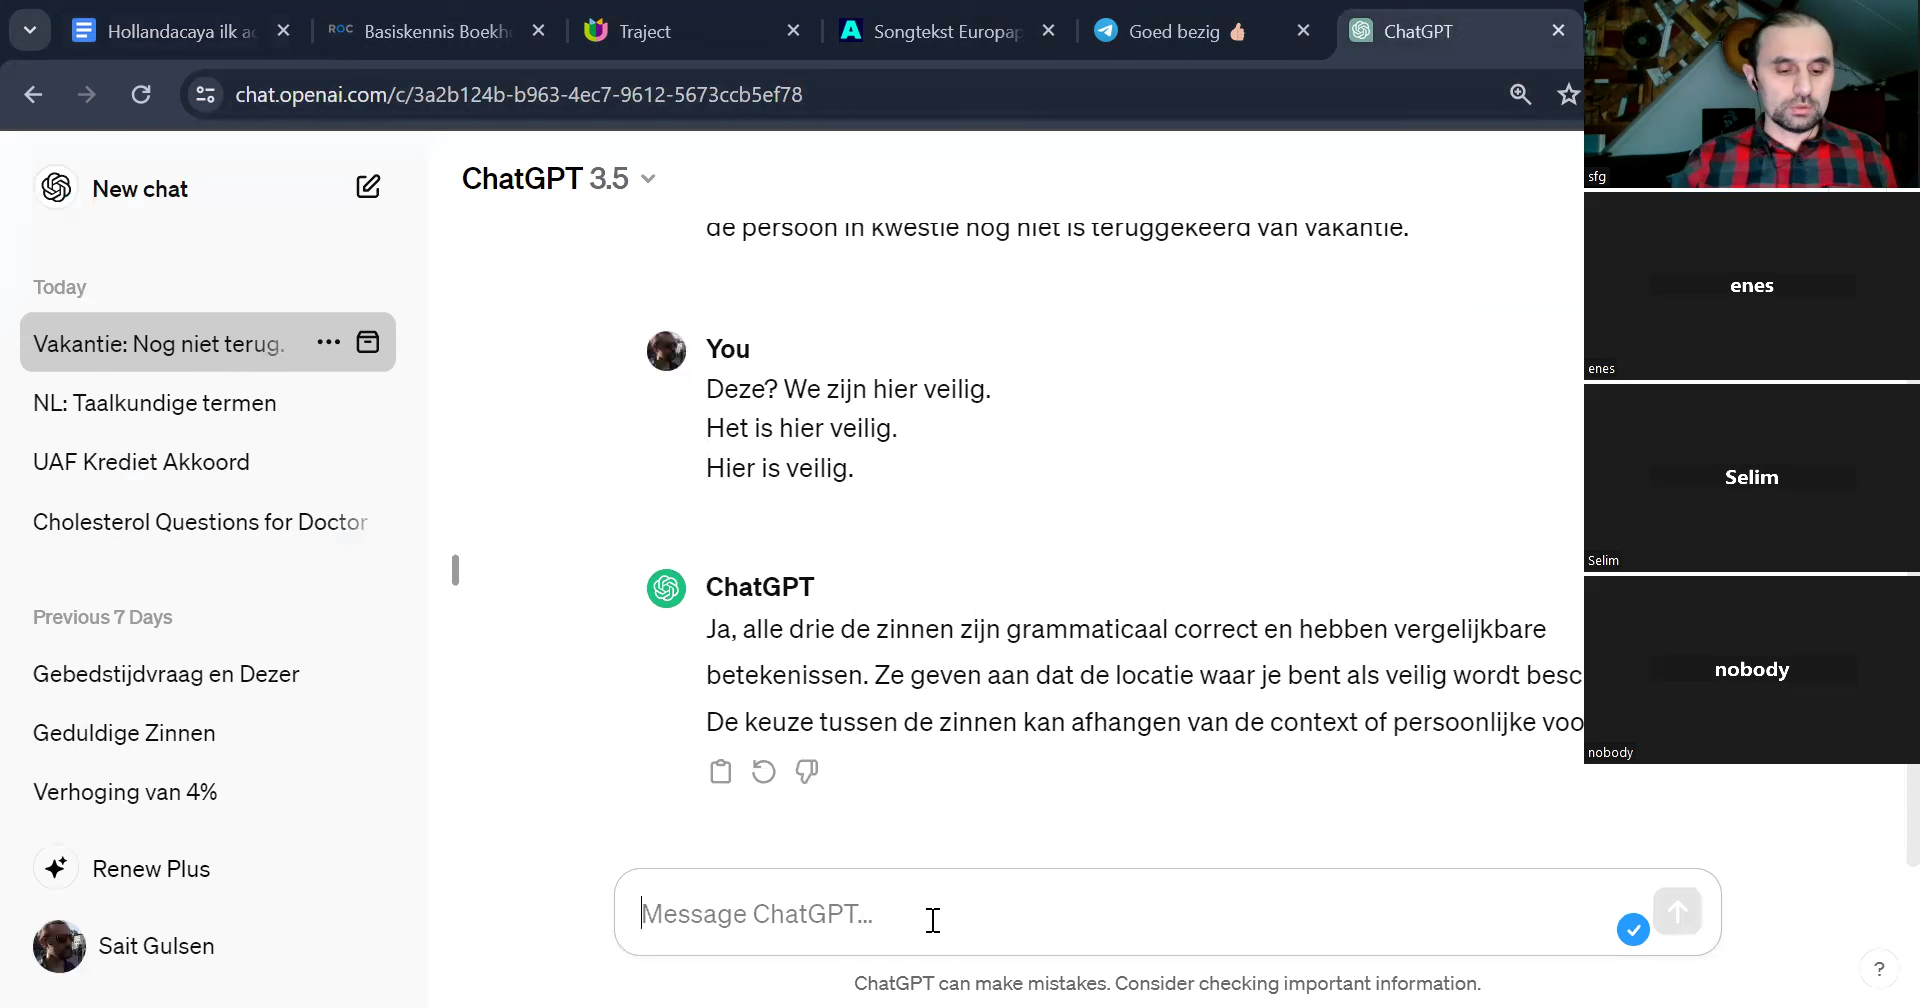 Hollandacaya ilk a
ROC Basiskennis Boekh
Traject
Songtekst Europap
Goed bezig 👍🏻
ChatGPT
chat.openai.com/c/3a2b124b-b963-4ec7-9612-5673ccb5ef78
New chat
Today
Vakantie: Nog niet terug.
NL: Taalkundige termen
UAF Krediet Akkoord
Cholesterol Questions for Doctor
Previous 7 Days
Gebedstijdvraag en Dezer
Geduldige Zinnen
Verhoging van 4%
Renew Plus
Sait Gulsen
ChatGPT 3.5
de persoon in kwestie nog niet is teruggekeerd van vakantie.
You
Deze? We zijn hier veilig.
Het is hier veilig.
Hier is veilig.
ChatGPT
Ja, alle drie de zinnen zijn grammaticaal correct en hebben vergelijkbare
betekenissen. Ze geven aan dat de locatie waar je bent als veilig wordt besc
De keuze tussen de zinnen kan afhangen van de context of persoonlijke voo
Message ChatGPT...
ChatGPT can make mistakes. Consider checking important information.
?
sfg
enes
enes
Selim
Selim
nobody
nobody